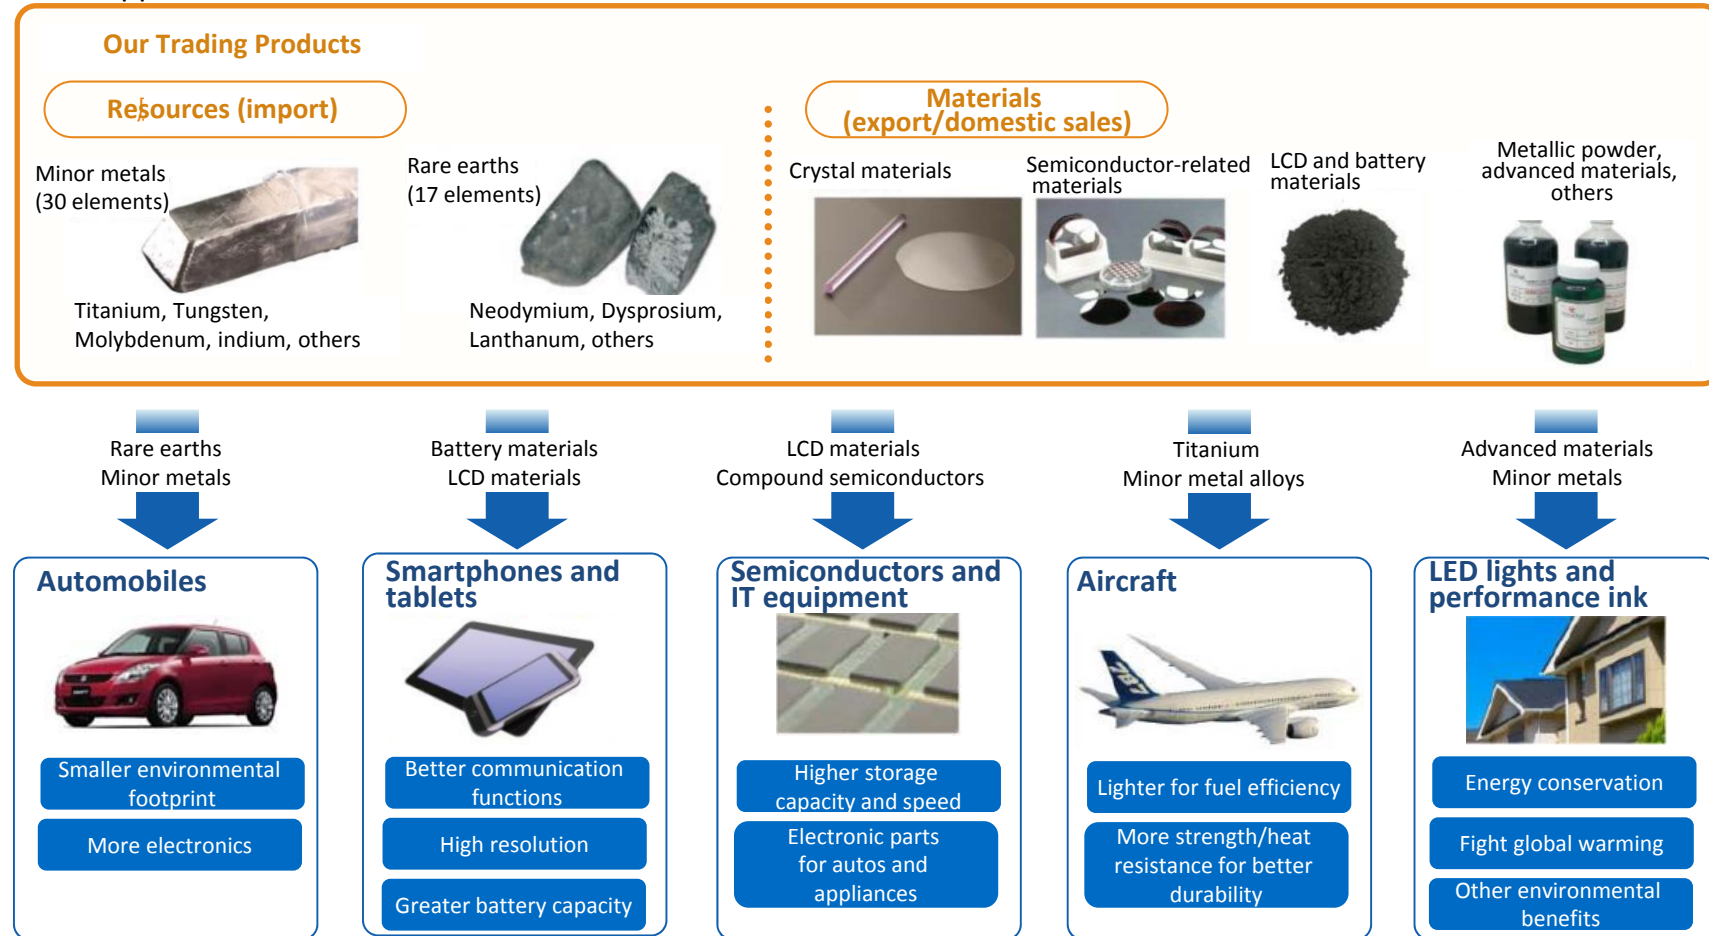 Our Trading Products
Resources (import)
Minor metals
(30 elements)
Titanium, Tungsten,
Molybdenum, indium, others
Rare earths
(17 elements)
Neodymium, Dysprosium,
Lanthanum, others
Materials
(export/domestic sales)
Crystal materials
Semiconductor-related
materials
LCD and battery
materials
Metallic powder,
advanced materials,
others
Rare earths
Minor metals
Battery materials
LCD materials
LCD materials
Compound semiconductors
Titanium
Minor metal alloys
Advanced materials
Minor metals
Automobiles
Smaller environmental
footprint
More electronics
Smartphones and
tablets
Better communication
functions
High resolution
Greater battery capacity
Semiconductors and
IT equipment
Higher storage
capacity and speed
Electronic parts
for autos and
appliances
Aircraft
787
Lighter for fuel efficiency
More strength/heat
resistance for better
durability
LED lights and
performance ink
Energy conservation
Fight global warming
Other environmental
benefits